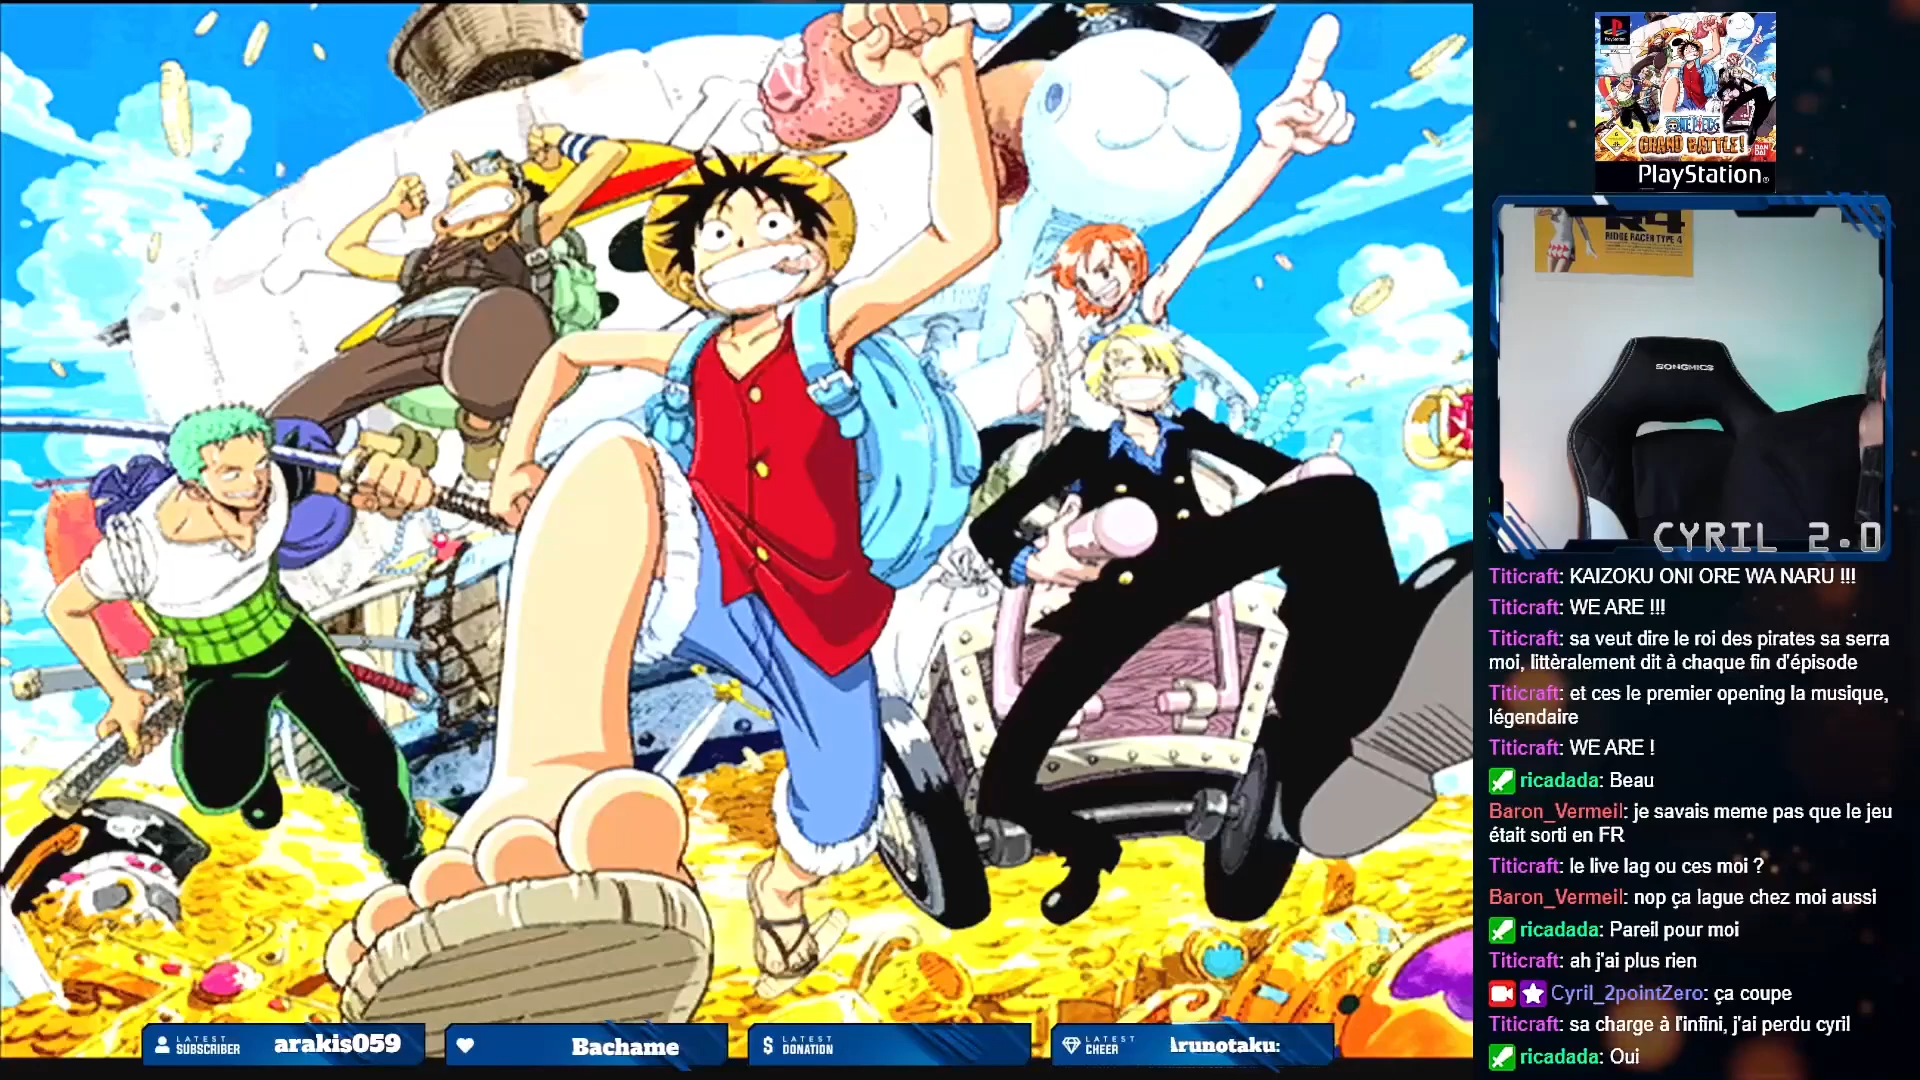 PlayStation
ONE PIECE
GRAND BATTLE!
BAN
DAI
PlayStation®
R4
RIDGE RACER TYPE 4
SONGMICS
CYRIL 2.0
Titicraft: KAIZOKU ONI ORE WA NARU !!!
Titicraft: WE ARE !!!
Titicraft: sa veut dire le roi des pirates sa serra
moi, littèralement dit à chaque fin d'épisode
Titicraft: et ces le premier opening la musique,
légendaire
Titicraft: WE ARE !
ricadada: Beau
Baron_Vermeil: je savais meme pas que le jeu
était sorti en FR
Titicraft: le live lag ou ces moi ?
Baron_Vermeil: nop ça lague chez moi aussi
ricadada: Pareil pour moi
Titicraft: ah j'ai plus rien
Cyril_2pointZero: ça coupe
Titicraft: sa charge à l'infini, j'ai perdu cyril
ricadada: Oui
LATEST
SUBSCRIBER
arakis059
Bachame
LATEST
DONATION
LATEST
CHEER
Arunotaku: